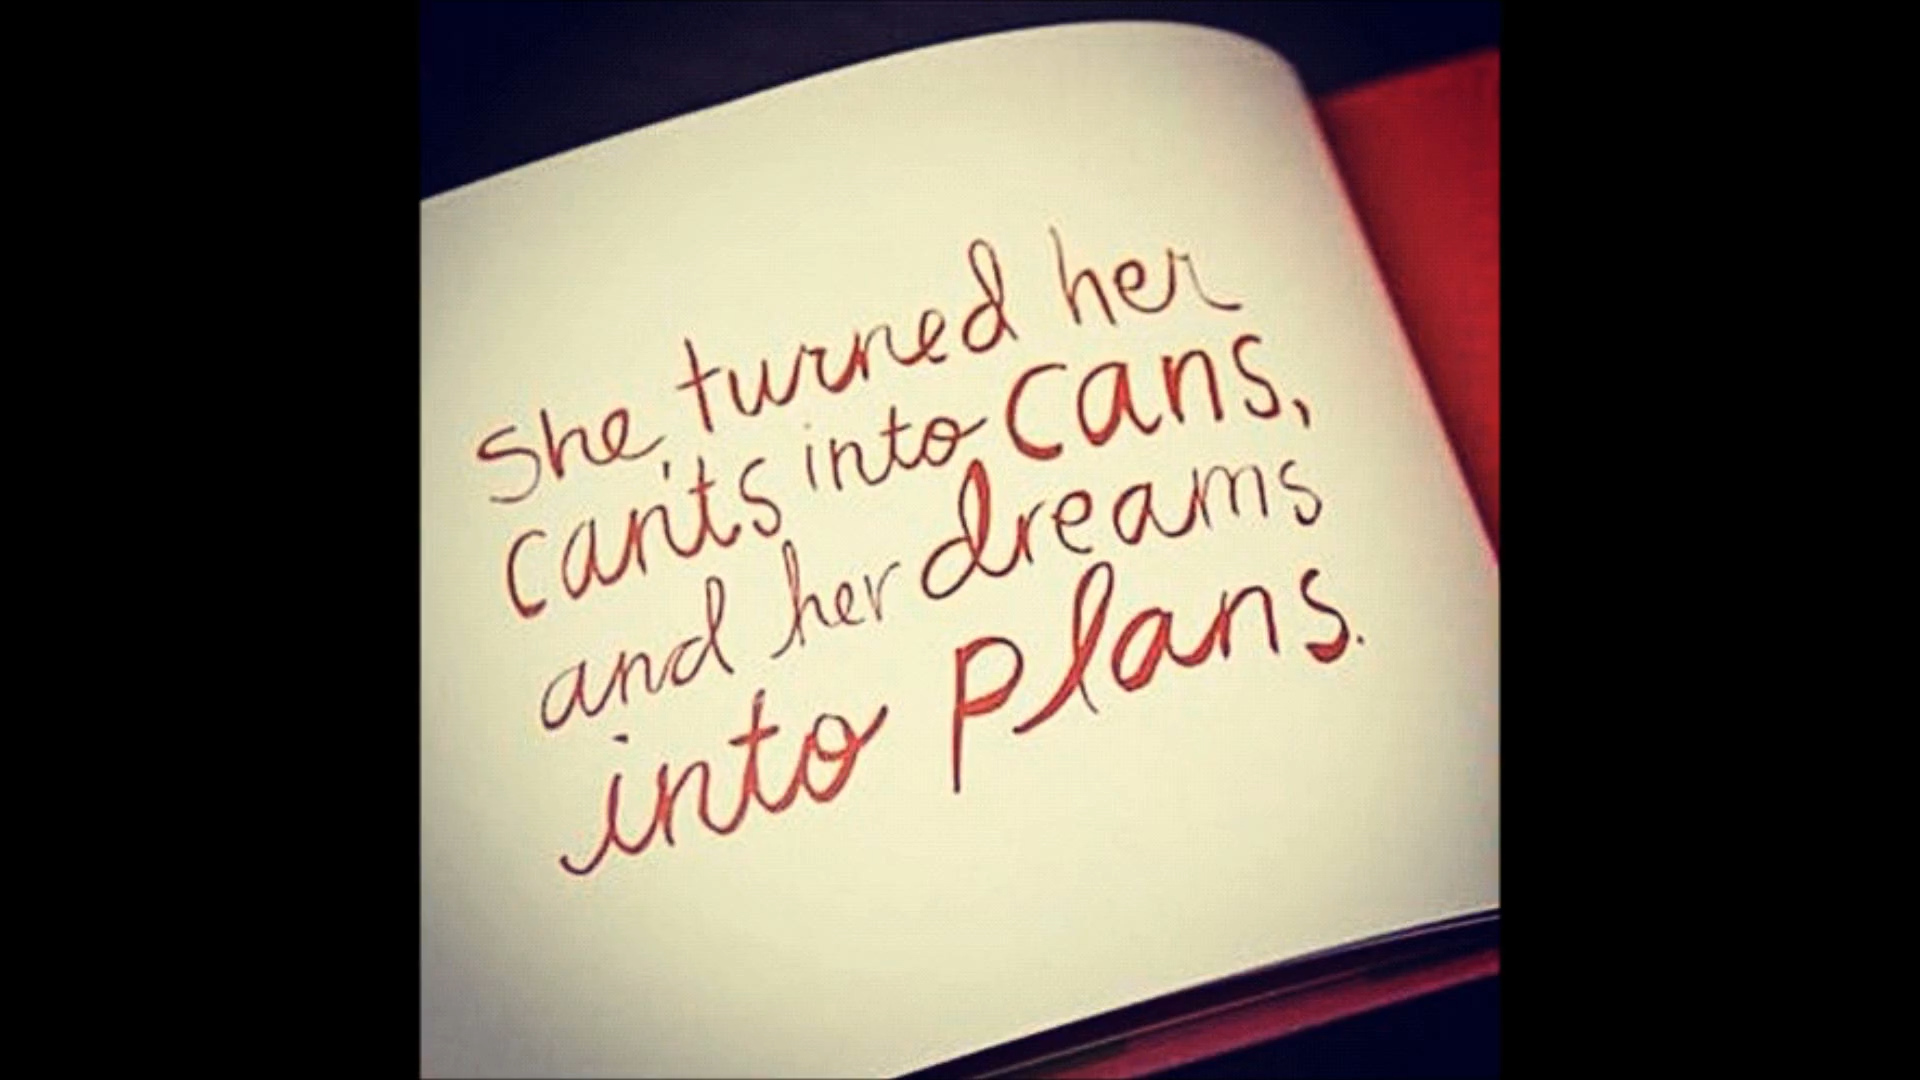 She turned her
can'ts into cans,
and her dreams
into plans.